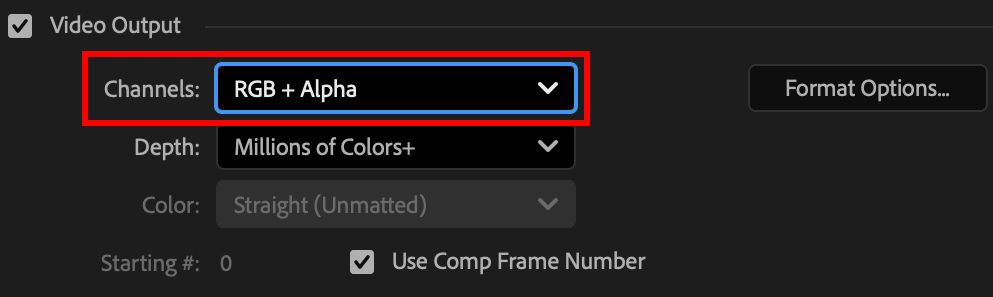 Video Output
Channels: RGB + Alpha Format Options...
Depth: Millions of Colors+
Color: Straight (Unmatted)
Starting #: 0 Use Comp Frame Number